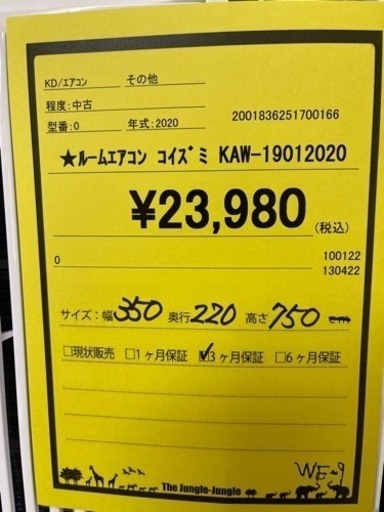 KD/エアコン その他
程度:中古
型番:0 年式:2020
2001836251700166
★ﾙｰﾑエアコン コイズﾞミ KAW-19012020
¥23,980(税込)
0 100122
130422
サイズ:幅350 奥行220 高さ750 cm
□現状販売 □1ヶ月保証 ☑3ヶ月保証 □6ヶ月保証
WE-9
The Jungle-Jungle